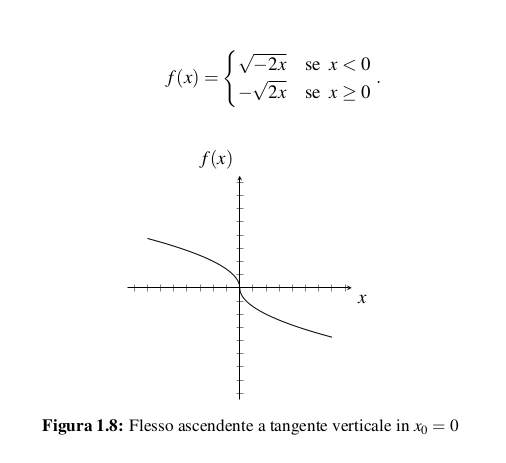 f(x) = { √−2x se x < 0
−√2x se x ≥ 0 .
f(x)
x
Figura 1.8: Flesso ascendente a tangente verticale in x₀ = 0